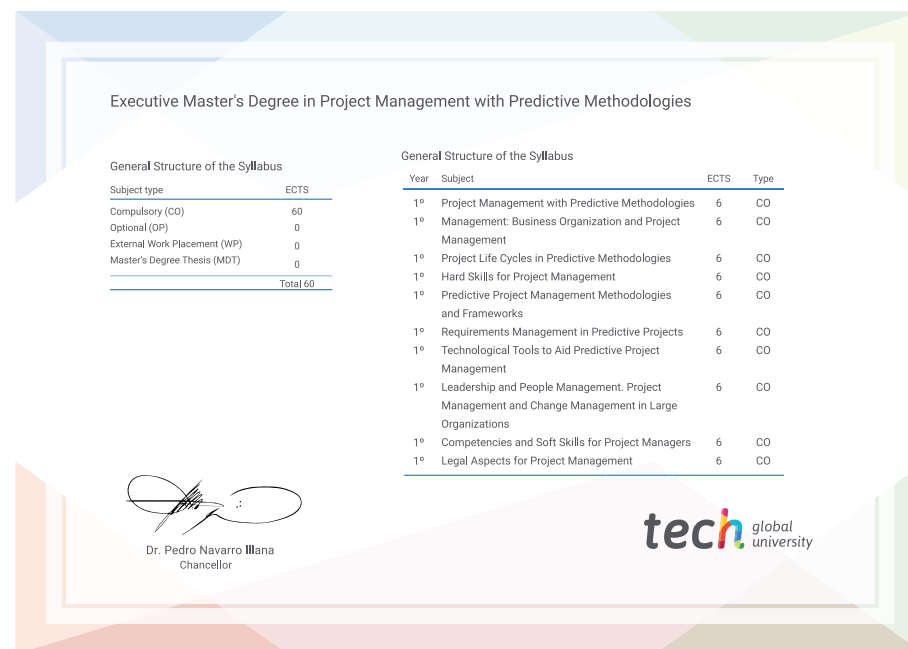 Executive Master's Degree in Project Management with Predictive Methodologies
General Structure of the Syllabus
Subject type ECTS
Compulsory (CO) 60
Optional (OP) 0
External Work Placement (WP) 0
Master's Degree Thesis (MDT) 0
Total 60
General Structure of the Syllabus
Year Subject ECTS Type
1º Project Management with Predictive Methodologies 6 CO
1º Management: Business Organization and Project 6 CO
Management
1º Project Life Cycles in Predictive Methodologies 6 CO
1º Hard Skills for Project Management 6 CO
1º Predictive Project Management Methodologies 6 CO
and Frameworks
1º Requirements Management in Predictive Projects 6 CO
1º Technological Tools to Aid Predictive Project 6 CO
Management
1º Leadership and People Management. Project 6 CO
Management and Change Management in Large
Organizations
1º Competencies and Soft Skills for Project Managers 6 CO
1º Legal Aspects for Project Management 6 CO
Dr. Pedro Navarro Illana
Chancellor
tech global
university